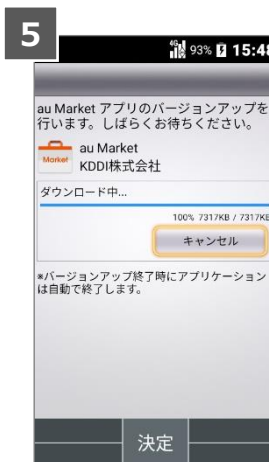 5
4G 93% 15:48
au Market アプリのバージョンアップを
行います。しばらくお待ちください。
Market
au Market
KDDI株式会社
ダウンロード中...
100% 7317KB / 7317KB
キャンセル
※バージョンアップ終了時にアプリケーション
は自動で終了します。
決定